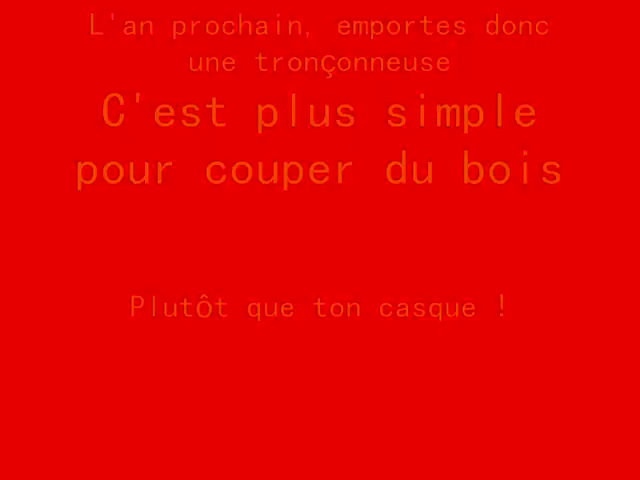 L'an prochain, emportes donc
une tronçonneuse
C'est plus simple
pour couper du bois
Plutôt que ton casque !